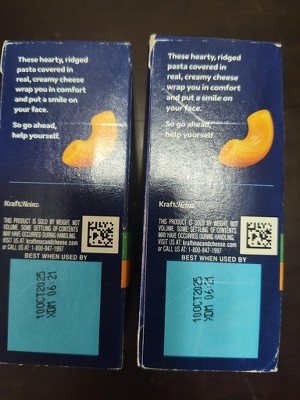 These hearty, ridged
pasta covered in
real, creamy cheese
wrap you in comfort
and put a smile on
your face.
So go ahead,
help yourself.
KraftHeinz
THIS PRODUCT IS SOLD BY WEIGHT, NOT
VOLUME. SOME SETTLING OF CONTENTS
MAY HAVE OCCURRED DURING HANDLING.
VISIT US AT: kraftmacandcheese.com
CALL US AT: 1-800-847-1997
BEST WHEN USED BY
10OCT2025
XOM 06:21
These hearty, ridged
pasta covered in
real, creamy cheese
wrap you in comfort
and put a smile on
your face.
So go ahead,
help yourself.
KraftHeinz
THIS PRODUCT IS SOLD BY WEIGHT, NOT
VOLUME. SOME SETTLING OF CONTENTS
MAY HAVE OCCURRED DURING HANDLING.
VISIT US AT: kraftmacandcheese.com
CALL US AT: 1-800-847-1997
BEST WHEN USED BY
10OCT2025
XOM 06:21